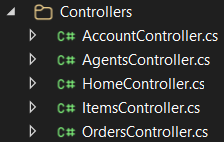 Controllers
C# AccountController.cs
C# AgentsController.cs
C# HomeController.cs
C# ItemsController.cs
C# OrdersController.cs